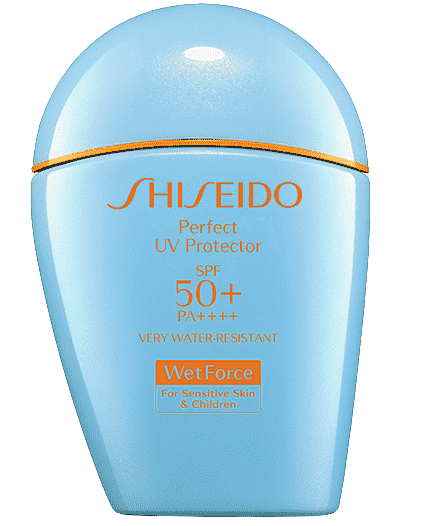 SHISEIDO
Perfect
UV Protector
SPF
50+
PA++++
VERY WATER-RESISTANT
WetForce
For Sensitive Skin
& Children